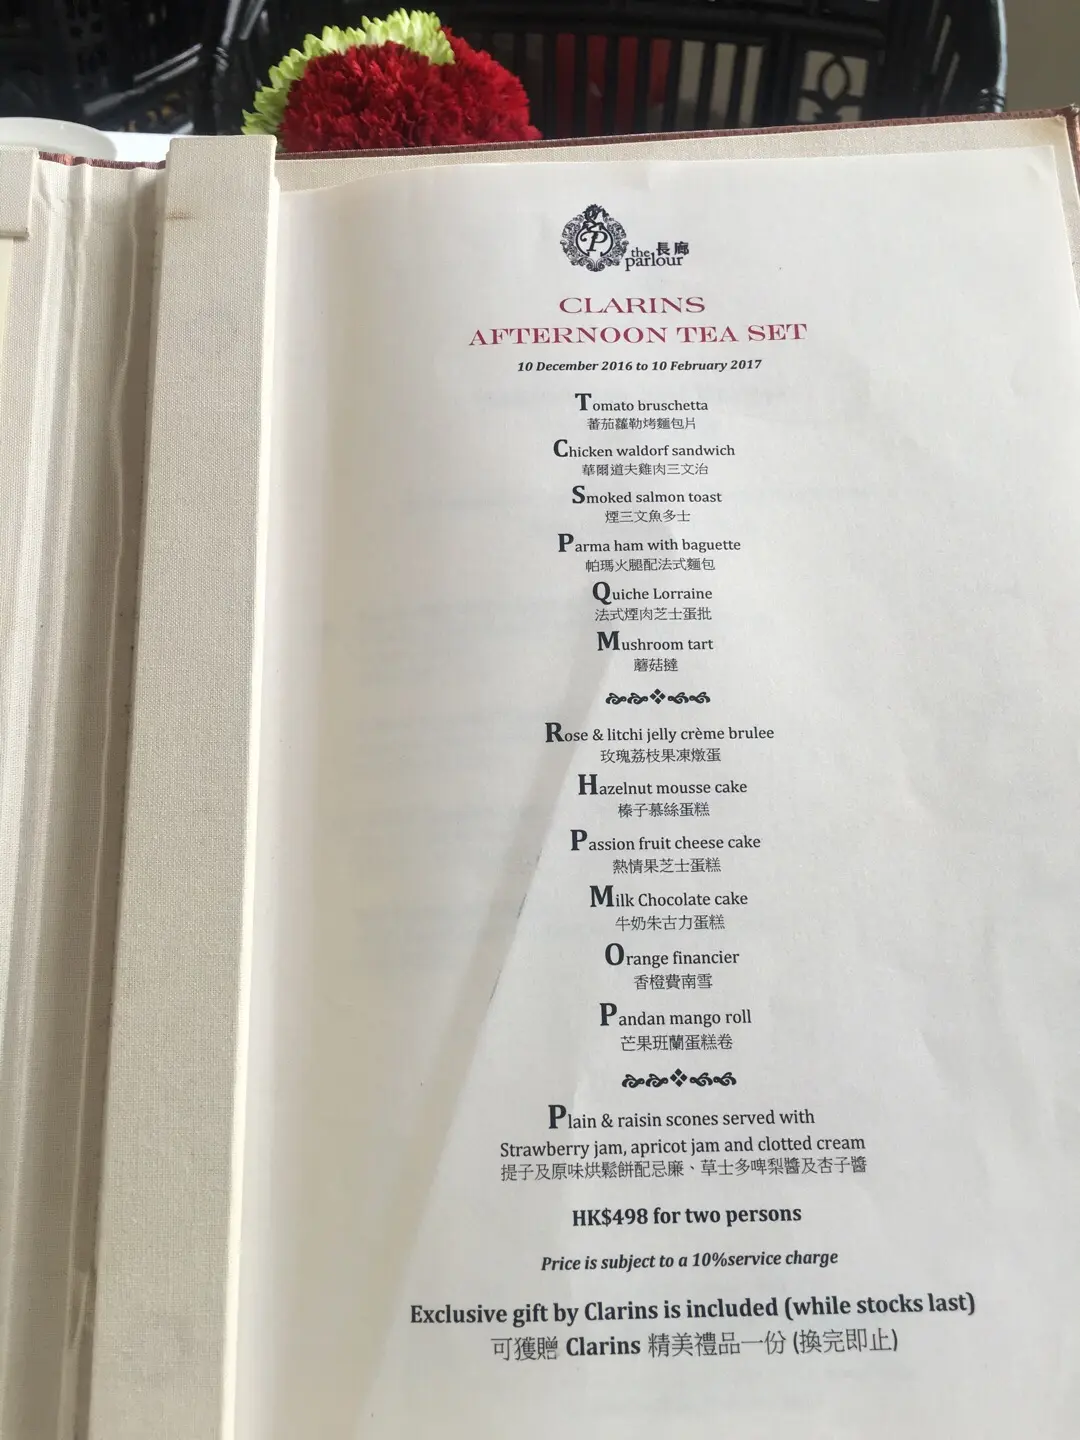 the 長廊
parlour
CLARINS
AFTERNOON TEA SET
10 December 2016 to 10 February 2017
Tomato bruschetta
蕃茄蘿勒烤麵包片
Chicken waldorf sandwich
華爾道夫雞肉三文治
Smoked salmon toast
煙三文魚多士
Parma ham with baguette
帕瑪火腿配法式麵包
Quiche Lorraine
法式煙肉芝士蛋批
Mushroom tart
蘑菇撻
Rose & litchi jelly crème brulee
玫瑰荔枝果凍燉蛋
Hazelnut mousse cake
榛子慕絲蛋糕
Passion fruit cheese cake
熱情果芝士蛋糕
Milk Chocolate cake
牛奶朱古力蛋糕
Orange financier
香橙費南雪
Pandan mango roll
芒果班蘭蛋糕卷
Plain & raisin scones served with
Strawberry jam, apricot jam and clotted cream
提子及原味烘鬆餅配忌廉、草士多啤梨醬及杏子醬
HK$498 for two persons
Price is subject to a 10%service charge
Exclusive gift by Clarins is included (while stocks last)
可獲贈 Clarins 精美禮品一份 (換完即止)